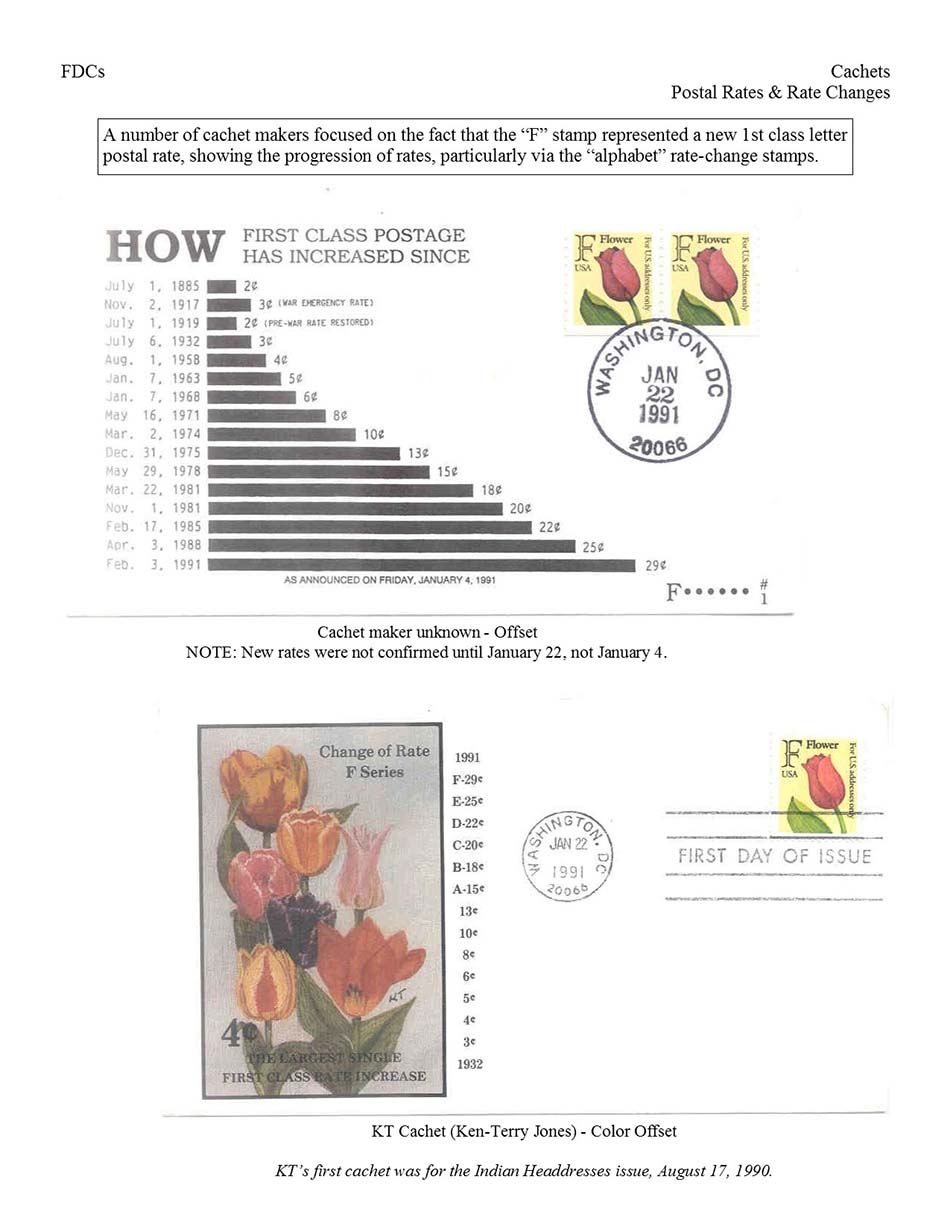 FDCs
Cachets
Postal Rates & Rate Changes
A number of cachet makers focused on the fact that the “F” stamp represented a new 1st class letter
postal rate, showing the progression of rates, particularly via the “alphabet” rate-change stamps.
HOW FIRST CLASS POSTAGE
HAS INCREASED SINCE
July 1, 1885 2¢
Nov. 2, 1917 3¢ (WAR EMERGENCY RATE)
July 1, 1919 2¢ (PRE-WAR RATE RESTORED)
July 6, 1932 3¢
Aug. 1, 1958 4¢
Jan. 7, 1963 5¢
Jan. 7, 1968 6¢
May 16, 1971 8¢
Mar. 2, 1974 10¢
Dec. 31, 1975 13¢
May 29, 1978 15¢
Mar. 22, 1981 18¢
Nov. 1, 1981 20¢
Feb. 17, 1985 22¢
Apr. 3, 1988 25¢
Feb. 3, 1991 29¢
AS ANNOUNCED ON FRIDAY, JANUARY 4, 1991
F Flower
USA
For U.S. addresses only
F Flower
USA
For U.S. addresses only
WASHINGTON, DC
JAN
22
1991
20066
F•••••• #
1
Cachet maker unknown - Offset
NOTE: New rates were not confirmed until January 22, not January 4.
Change of Rate
F Series
KT
4¢
THE LARGEST SINGLE
FIRST CLASS RATE INCREASE
1991
F-29¢
E-25¢
D-22¢
C-20¢
B-18¢
A-15¢
13¢
10¢
8¢
6¢
5¢
4¢
3¢
1932
WASHINGTON, DC
JAN 22
1991
20066
F Flower
USA
For U.S. addresses only
FIRST DAY OF ISSUE
KT Cachet (Ken-Terry Jones) - Color Offset
KT’s first cachet was for the Indian Headdresses issue, August 17, 1990.